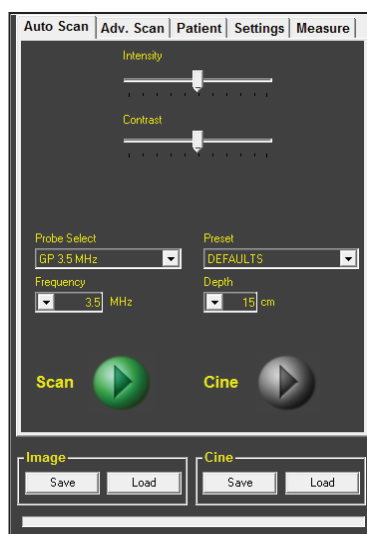 Auto Scan Adv. Scan Patient Settings Measure
Intensity
Contrast
Probe Select Preset
GP 3.5 MHz DEFAULTS
Frequency Depth
3.5 MHz 15 cm
Scan Cine
Image Cine
Save Load Save Load